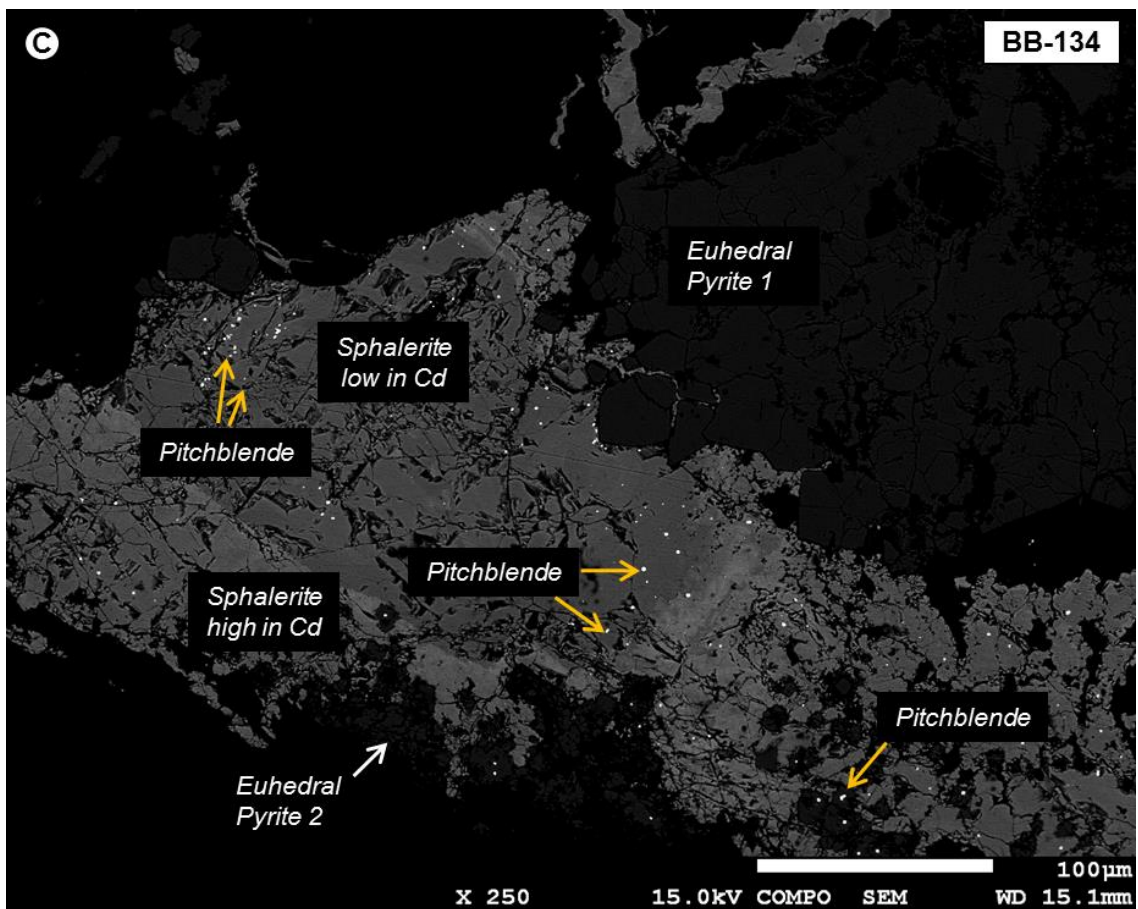 C
BB-134
Euhedral
Pyrite 1
Sphalerite
low in Cd
Pitchblende
Pitchblende
Sphalerite
high in Cd
Pitchblende
Euhedral
Pyrite 2
100μm
X 250 15.0kV COMPO SEM WD 15.1mm